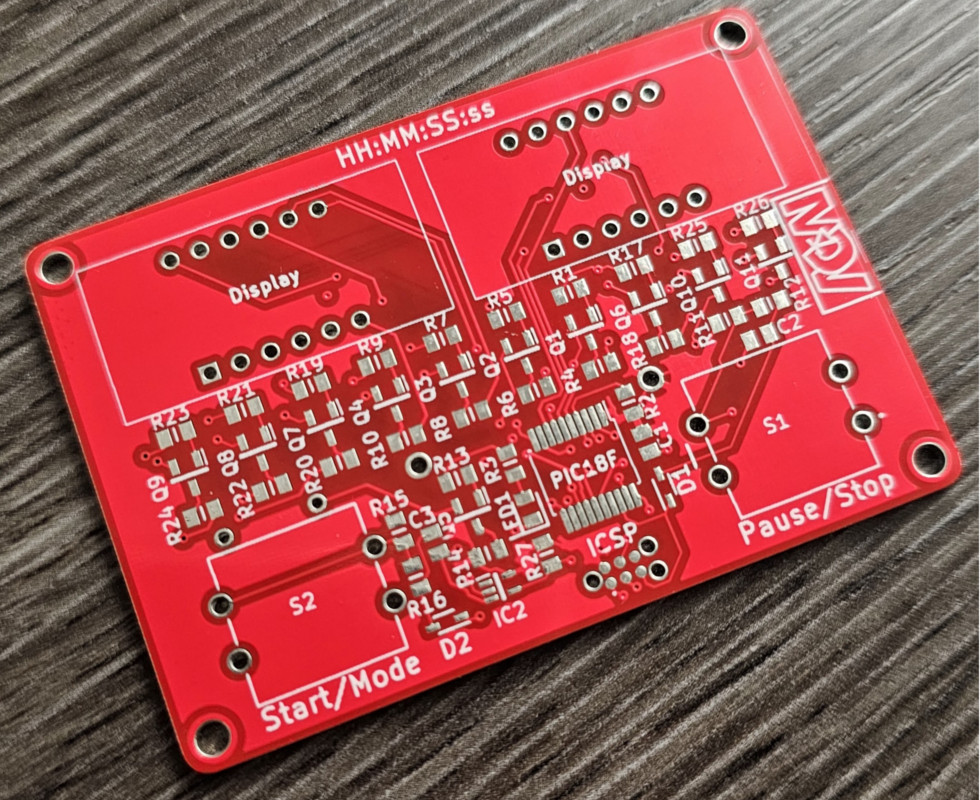 HH:MM:SS:ss
Display
Display
R26
R25
R17
R1
R5
R7
R9
R19
R21
R23
Q11
R12
Q10
R11
Q6
R18
Q1
R4
Q2
R6
Q3
R8
Q4
R10
Q7
R20
Q8
R22
Q9
R24
C2
R2
C1
D1
S1
Pause/Stop
PIC18F
R3
R13
LED1
R15
C3
R14
R27
ICSP
R16
IC2
D2
S2
Start/Mode